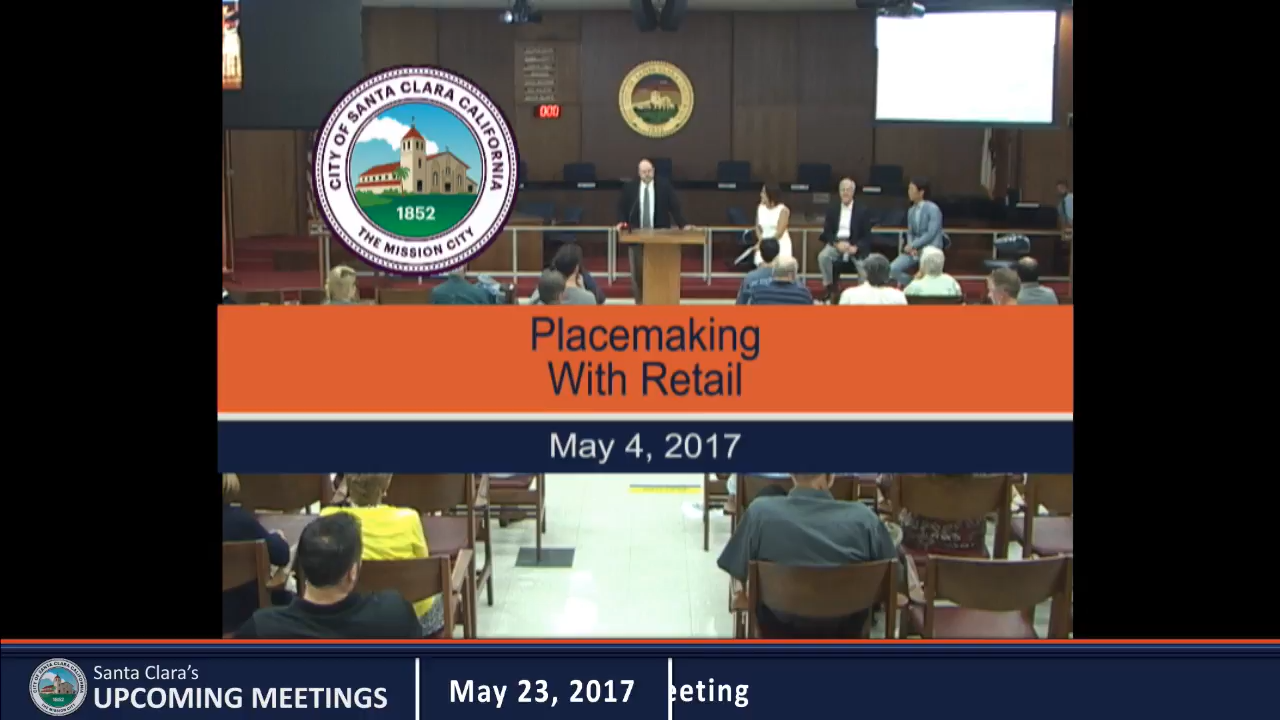 CITY OF SANTA CLARA CALIFORNIA
1852
THE MISSION CITY
000
Placemaking
With Retail
May 4, 2017
Santa Clara's
UPCOMING MEETINGS
May 23, 2017
eeting